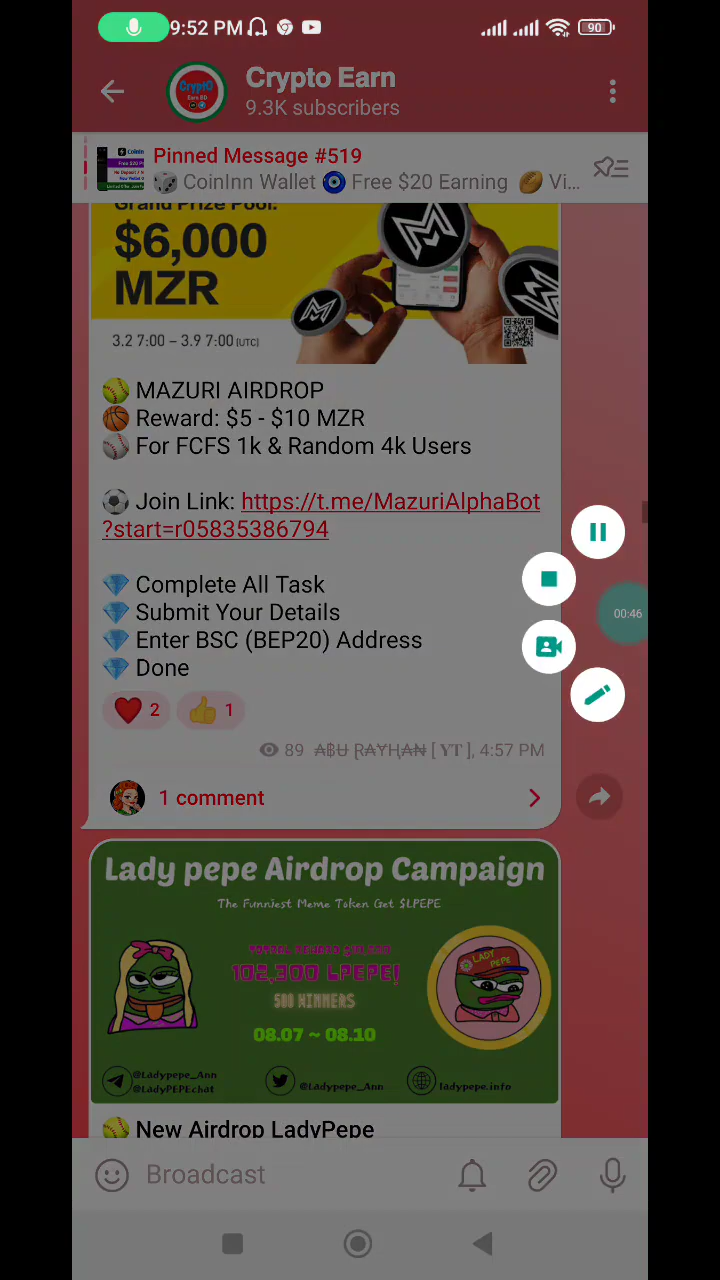 9:52 PM
90
Crypto Earn
9.3K subscribers
Pinned Message #519
🎲 CoinInn Wallet 🧿 Free $20 Earning 🏉 Vi...
Grand Prize Pool:
$6,000
MZR
3.2 7:00 – 3.9 7:00 (UTC)
🥎 MAZURI AIRDROP
🏀 Reward: $5 - $10 MZR
⚾ For FCFS 1k & Random 4k Users
⚽ Join Link: https://t.me/MazuriAlphaBot
?start=r05835386794
💎 Complete All Task
💎 Submit Your Details
💎 Enter BSC (BEP20) Address
💎 Done
❤️ 2 👍 1
89 ₳฿Ʉ ⱤɆɎⱧ₳₦ [ 𝐘𝐓 ], 4:57 PM
1 comment
00:46
Lady pepe Airdrop Campaign
The Funniest Meme Token Get $LPEPE
102,300 LPEPE!
500 WINNERS
08.07 ~ 08.10
LADY PEPE
@Ladypepe_Ann
@LadyPEPEchat
@Ladypepe_Ann
ladypepe.info
🥎 New Airdrop LadyPepe
Broadcast